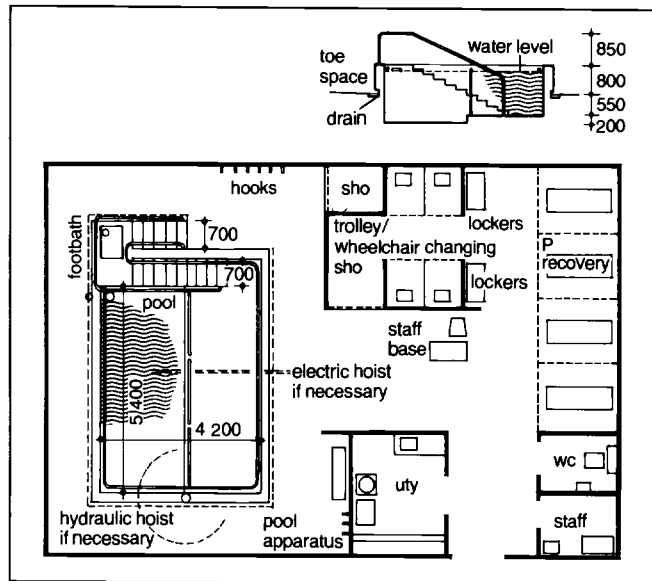 toe
space
water level
drain
850
800
550
200
hooks
sho
trolley/
wheelchair changing
sho
lockers
lockers
P
recovery
footbath
700
700
pool
staff
base
electric hoist
if necessary
5 400
4 200
hydraulic hoist
if necessary
pool
apparatus
uty
wc
staff